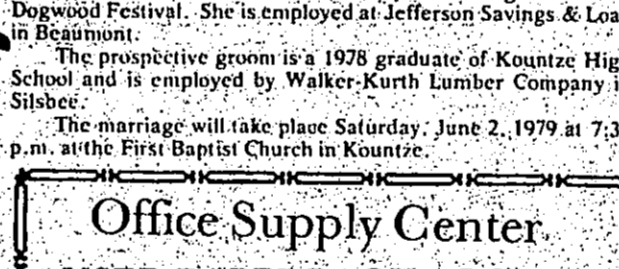 Dogwood Festival. She is employed at Jefferson Savings & Loa
in Beaumont.
The prospective groom is a 1978 graduate of Kountze Hig
School and is employed by Walker-Kurth Lumber Company i
Silsbee.
The marriage will take place Saturday, June 2, 1979 at 7:3
p.m. at the First Baptist Church in Kountze.
Office Supply Center